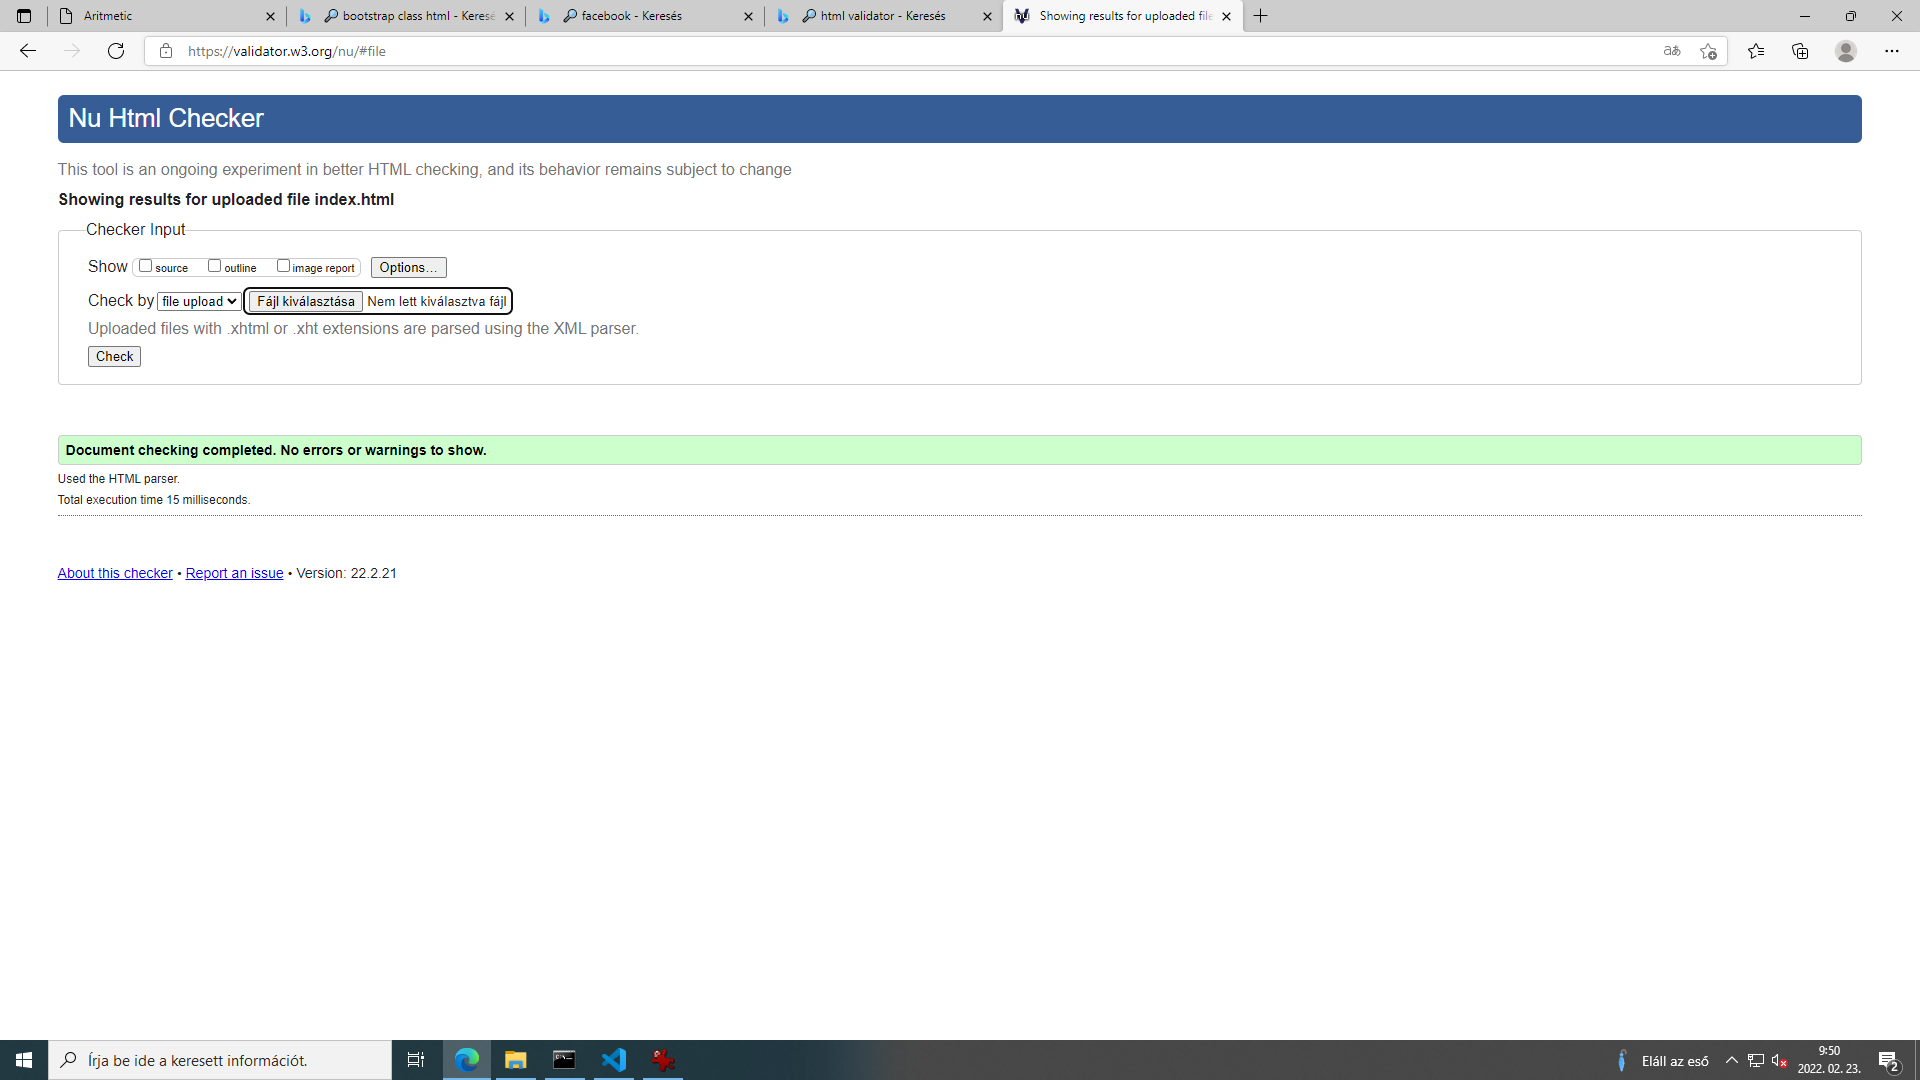 Aritmetic
bootstrap class html - Keresé
facebook - Keresés
html validator - Keresés
Showing results for uploaded file
https://validator.w3.org/nu/#file
Nu Html Checker
This tool is an ongoing experiment in better HTML checking, and its behavior remains subject to change
Showing results for uploaded file index.html
Checker Input
Show source outline image report Options...
Check by file upload Fájl kiválasztása Nem lett kiválasztva fájl
Uploaded files with .xhtml or .xht extensions are parsed using the XML parser.
Check
Document checking completed. No errors or warnings to show.
Used the HTML parser.
Total execution time 15 milliseconds.
About this checker • Report an issue • Version: 22.2.21
Írja be ide a keresett információt.
Eláll az eső
9:50
2022. 02. 23.
2